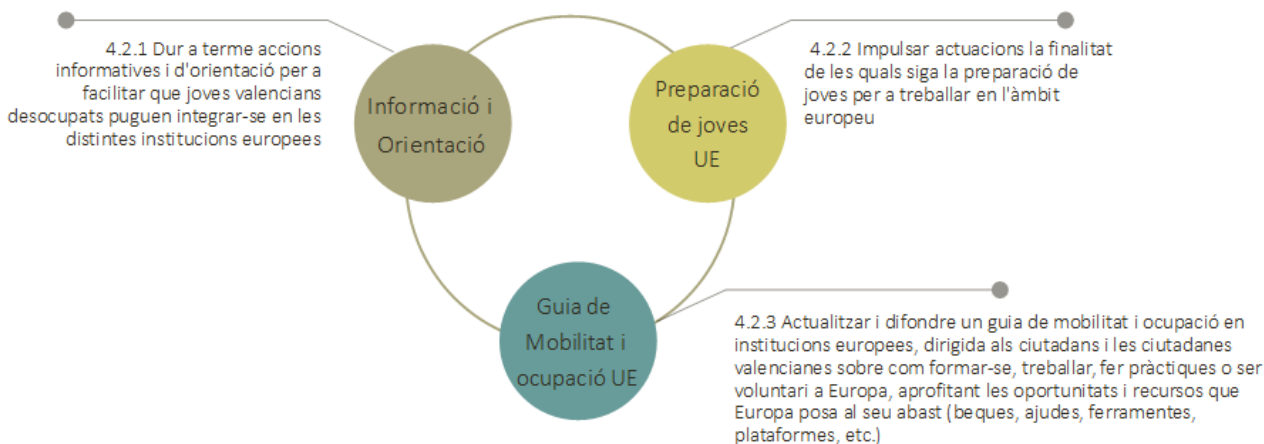 4.2.1 Dur a terme accions
informatives i d'orientació per a
facilitar que joves valencians
desocupats puguen integrar-se en les
distintes institucions europees
Informació i
Orientació
Preparació
de joves
UE
4.2.2 Impulsar actuacions la finalitat
de les quals siga la preparació de
joves per a treballar en l'àmbit
europeu
Guia de
Mobilitat i
ocupació UE
4.2.3 Actualitzar i difondre un guia de mobilitat i ocupació en
institucions europees, dirigida als ciutadans i les ciutadanes
valencianes sobre com formar-se, treballar, fer pràctiques o ser
voluntari a Europa, aprofitant les oportunitats i recursos que
Europa posa al seu abast (beques, ajudes, ferramentes,
plataformes, etc.)